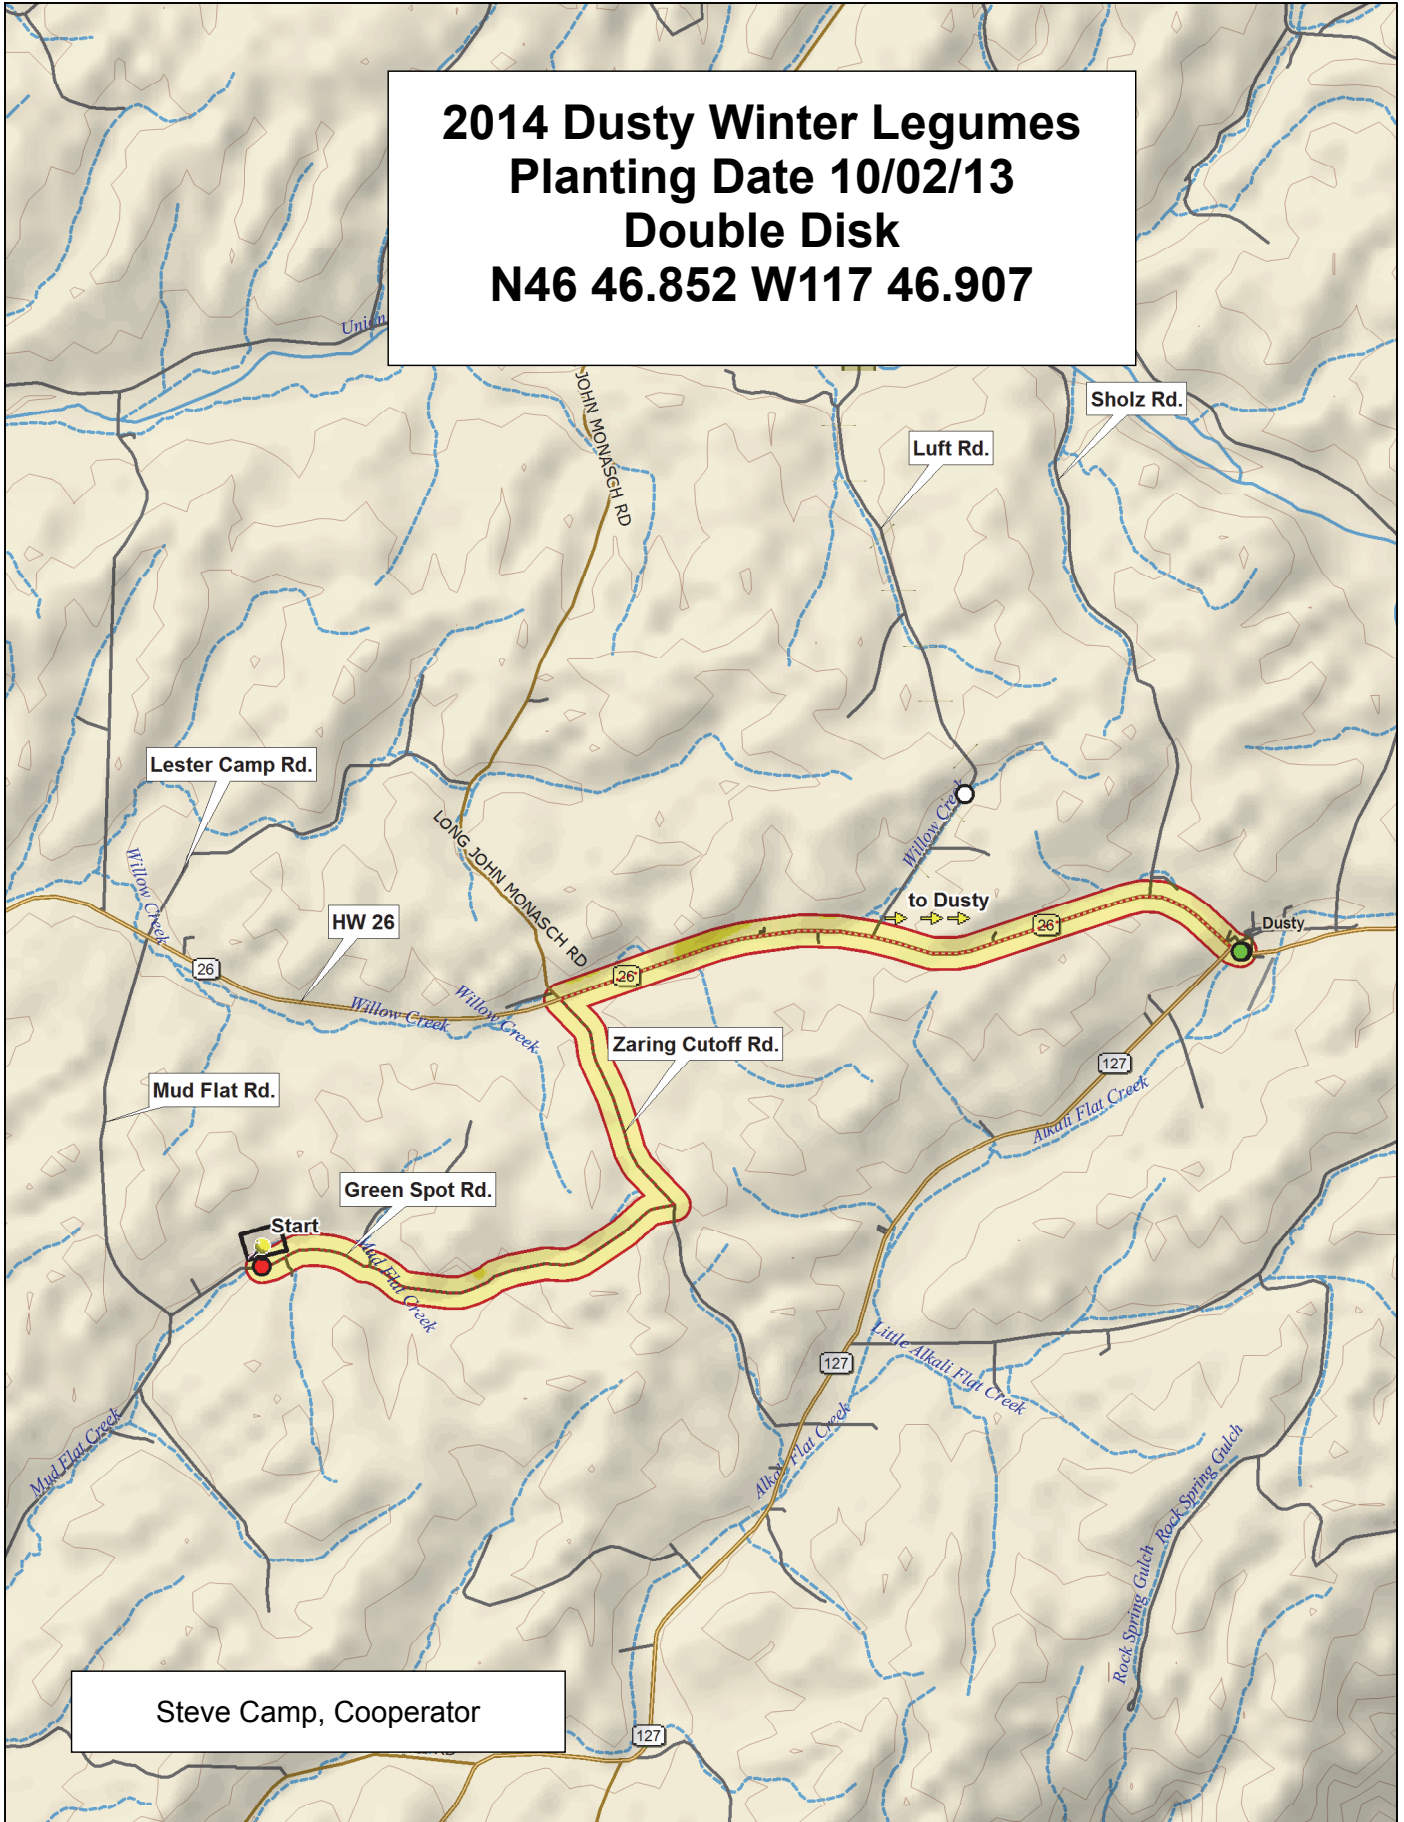 2014 Dusty Winter Legumes
Planting Date 10/02/13
Double Disk
N46 46.852 W117 46.907
Union
JOHN MONASCH RD
Sholz Rd.
Luft Rd.
Lester Camp Rd.
Willow Creek
LONG JOHN MONASCH RD
Willow Creek
to Dusty
HW 26
26
Dusty
26
26
Willow Creek
Willow Creek
Zaring Cutoff Rd.
127
Mud Flat Rd.
Alkali Flat Creek
Green Spot Rd.
Start
Mud Flat Creek
127
Little Alkali Flat Creek
Mud Flat Creek
Alkali Flat Creek
Rock Spring Gulch
Rock Spring Gulch
Steve Camp, Cooperator
127